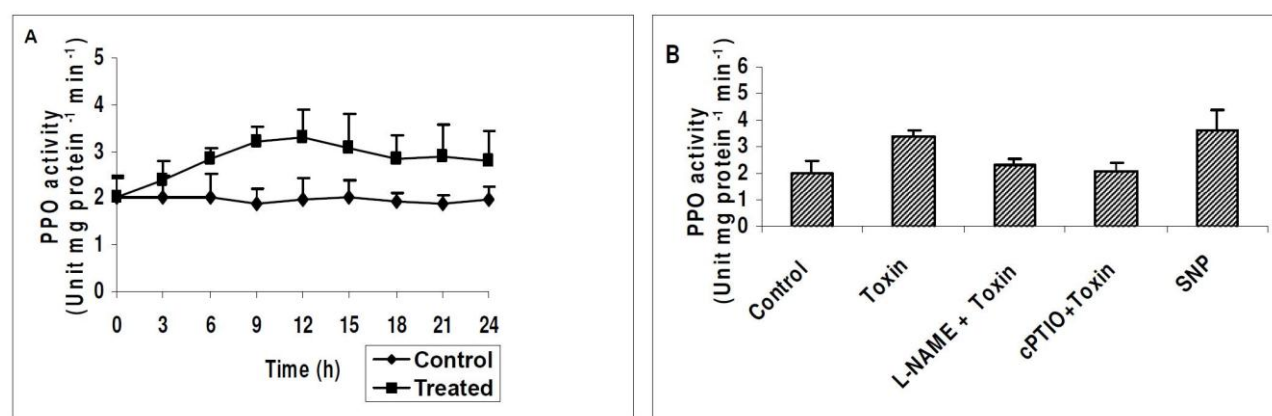 A
PPO activity
(Unit mg protein⁻¹ min⁻¹)
5
4
3
2
1
0
0 3 6 9 12 15 18 21 24
Time (h)
Control
Treated
B
PPO activity
(Unit mg protein⁻¹ min⁻¹)
6
5
4
3
2
1
0
Control
Toxin
L-NAME + Toxin
cPTIO+Toxin
SNP